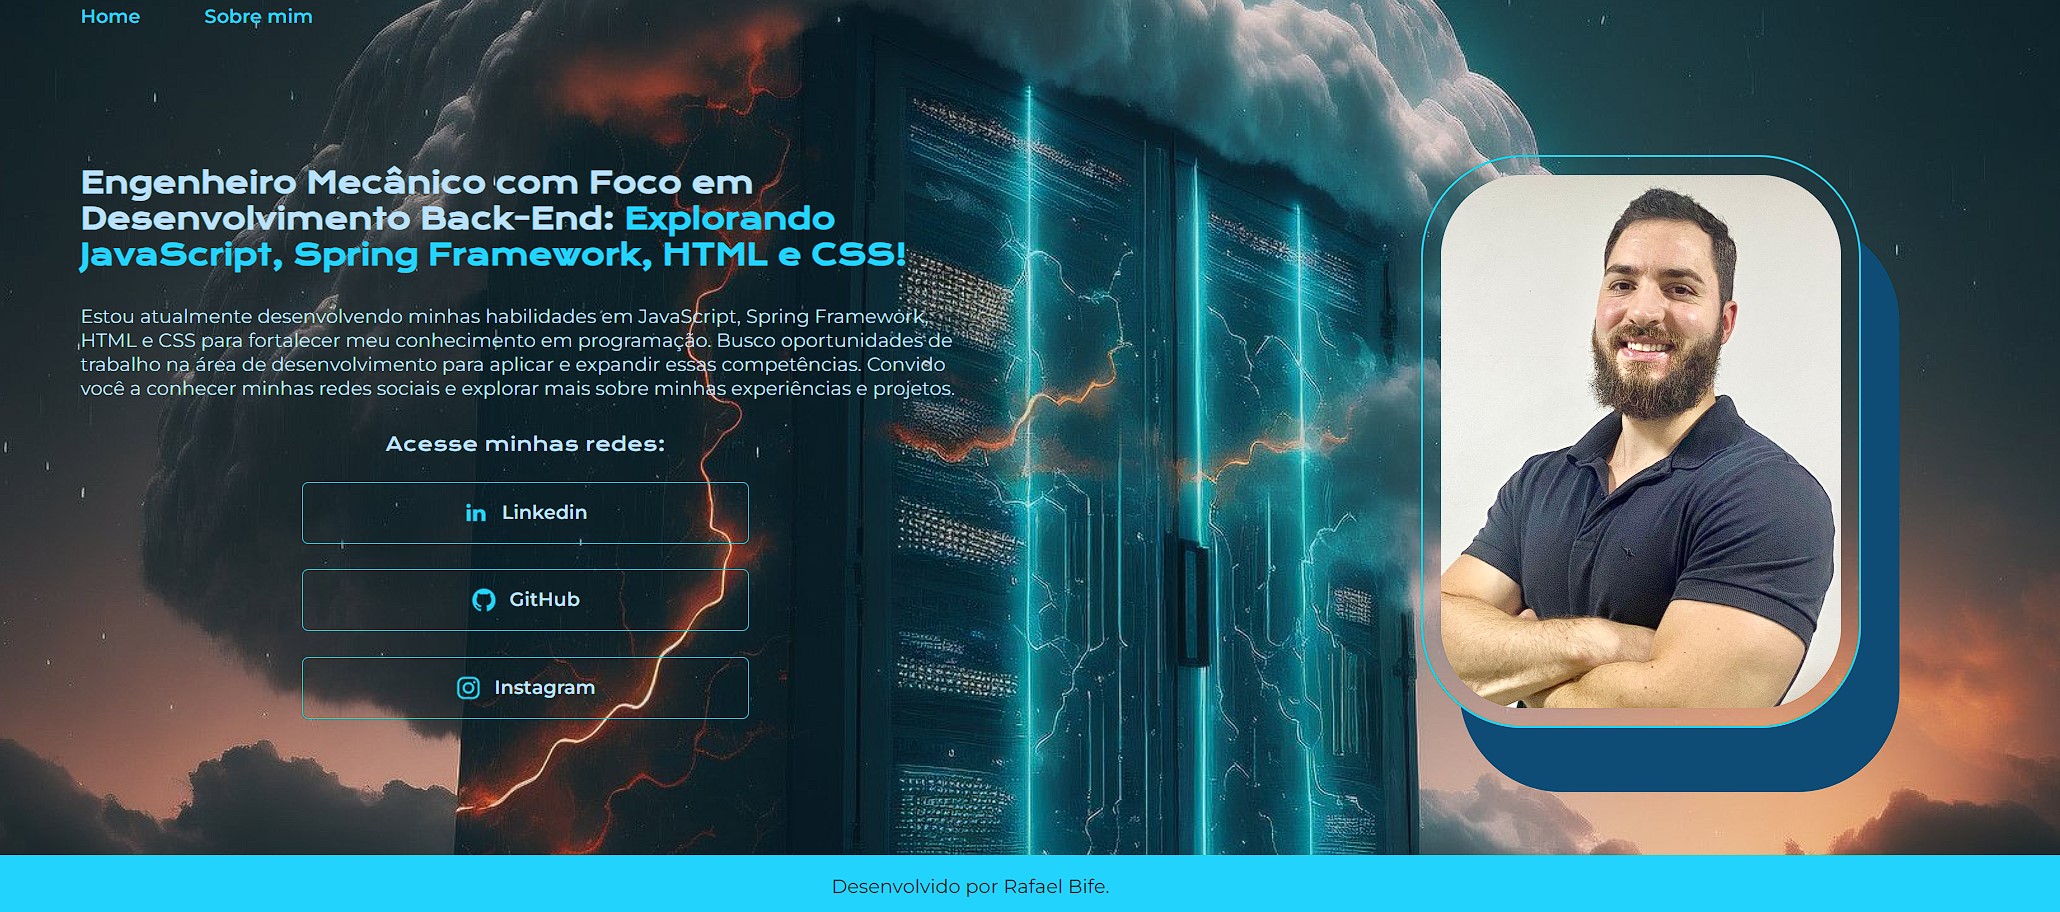 Home Sobre mim
Engenheiro Mecânico com Foco em
Desenvolvimento Back-End: Explorando
JavaScript, Spring Framework, HTML e CSS!
Estou atualmente desenvolvendo minhas habilidades em JavaScript, Spring Framework,
HTML e CSS para fortalecer meu conhecimento em programação. Busco oportunidades de
trabalho na área de desenvolvimento para aplicar e expandir essas competências. Convido
você a conhecer minhas redes sociais e explorar mais sobre minhas experiências e projetos.
Acesse minhas redes:
Linkedin
GitHub
Instagram
Desenvolvido por Rafael Bife.